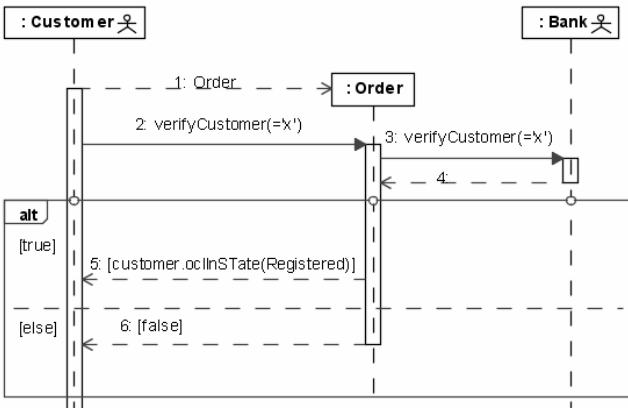 : Customer
: Bank
1: Order
: Order
2: verifyCustomer(='x')
3: verifyCustomer(='x')
4:
alt
[true]
5: [customer.oclInSTate(Registered)]
[else]
6: [false]